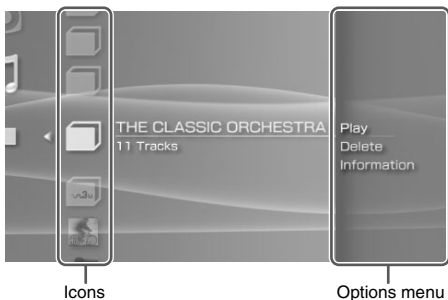 THE CLASSIC ORCHESTRA
11 Tracks
Play
Delete
Information
Icons
Options menu